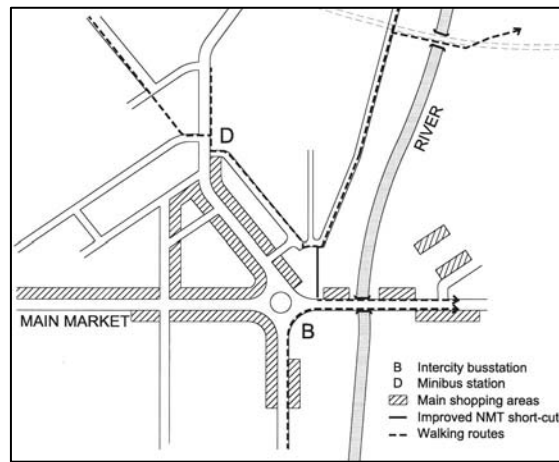 D
RIVER
MAIN MARKET
B
B Intercity busstation
D Minibus station
Main shopping areas
Improved NMT short-cut
Walking routes